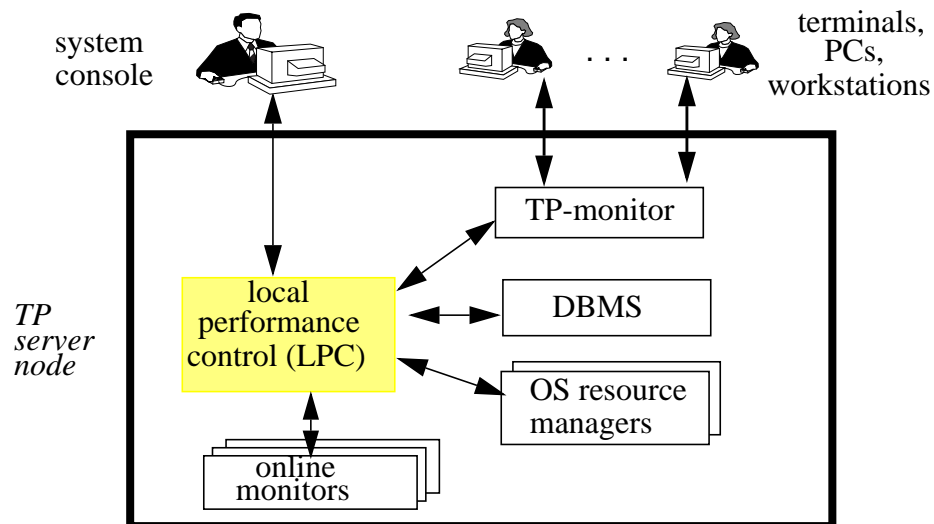 system
console
. . .
terminals,
PCs,
workstations
TP-monitor
local
performance
control (LPC)
DBMS
TP
server
node
OS resource
managers
online
monitors